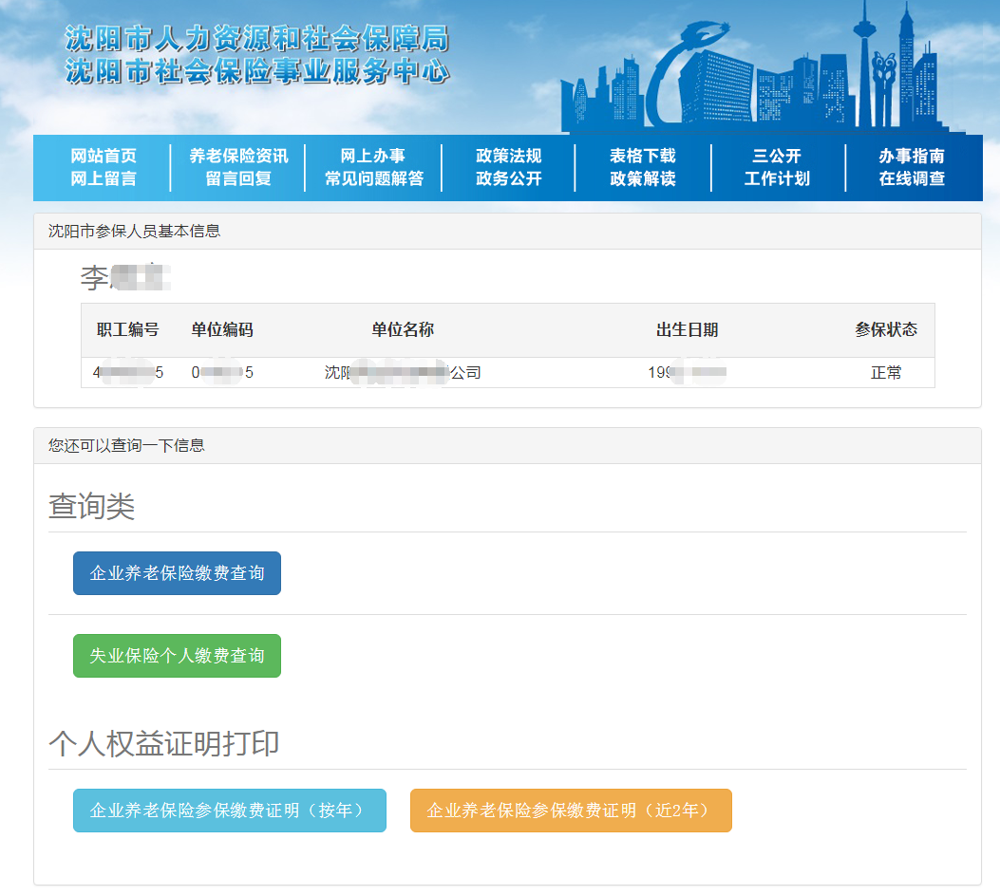 沈阳市人力资源和社会保障局
沈阳市社会保险事业服务中心
网站首页 养老保险资讯 网上办事 政策法规 表格下载 三公开 办事指南
网上留言 留言回复 常见问题解答 政务公开 政策解读 工作计划 在线调查
沈阳市参保人员基本信息
李
职工编号 单位编码 单位名称 出生日期 参保状态
4 5 0 5 沈阳 公司 199 正常
您还可以查询一下信息
查询类
企业养老保险缴费查询
失业保险个人缴费查询
个人权益证明打印
企业养老保险参保缴费证明（按年） 企业养老保险参保缴费证明（近2年）